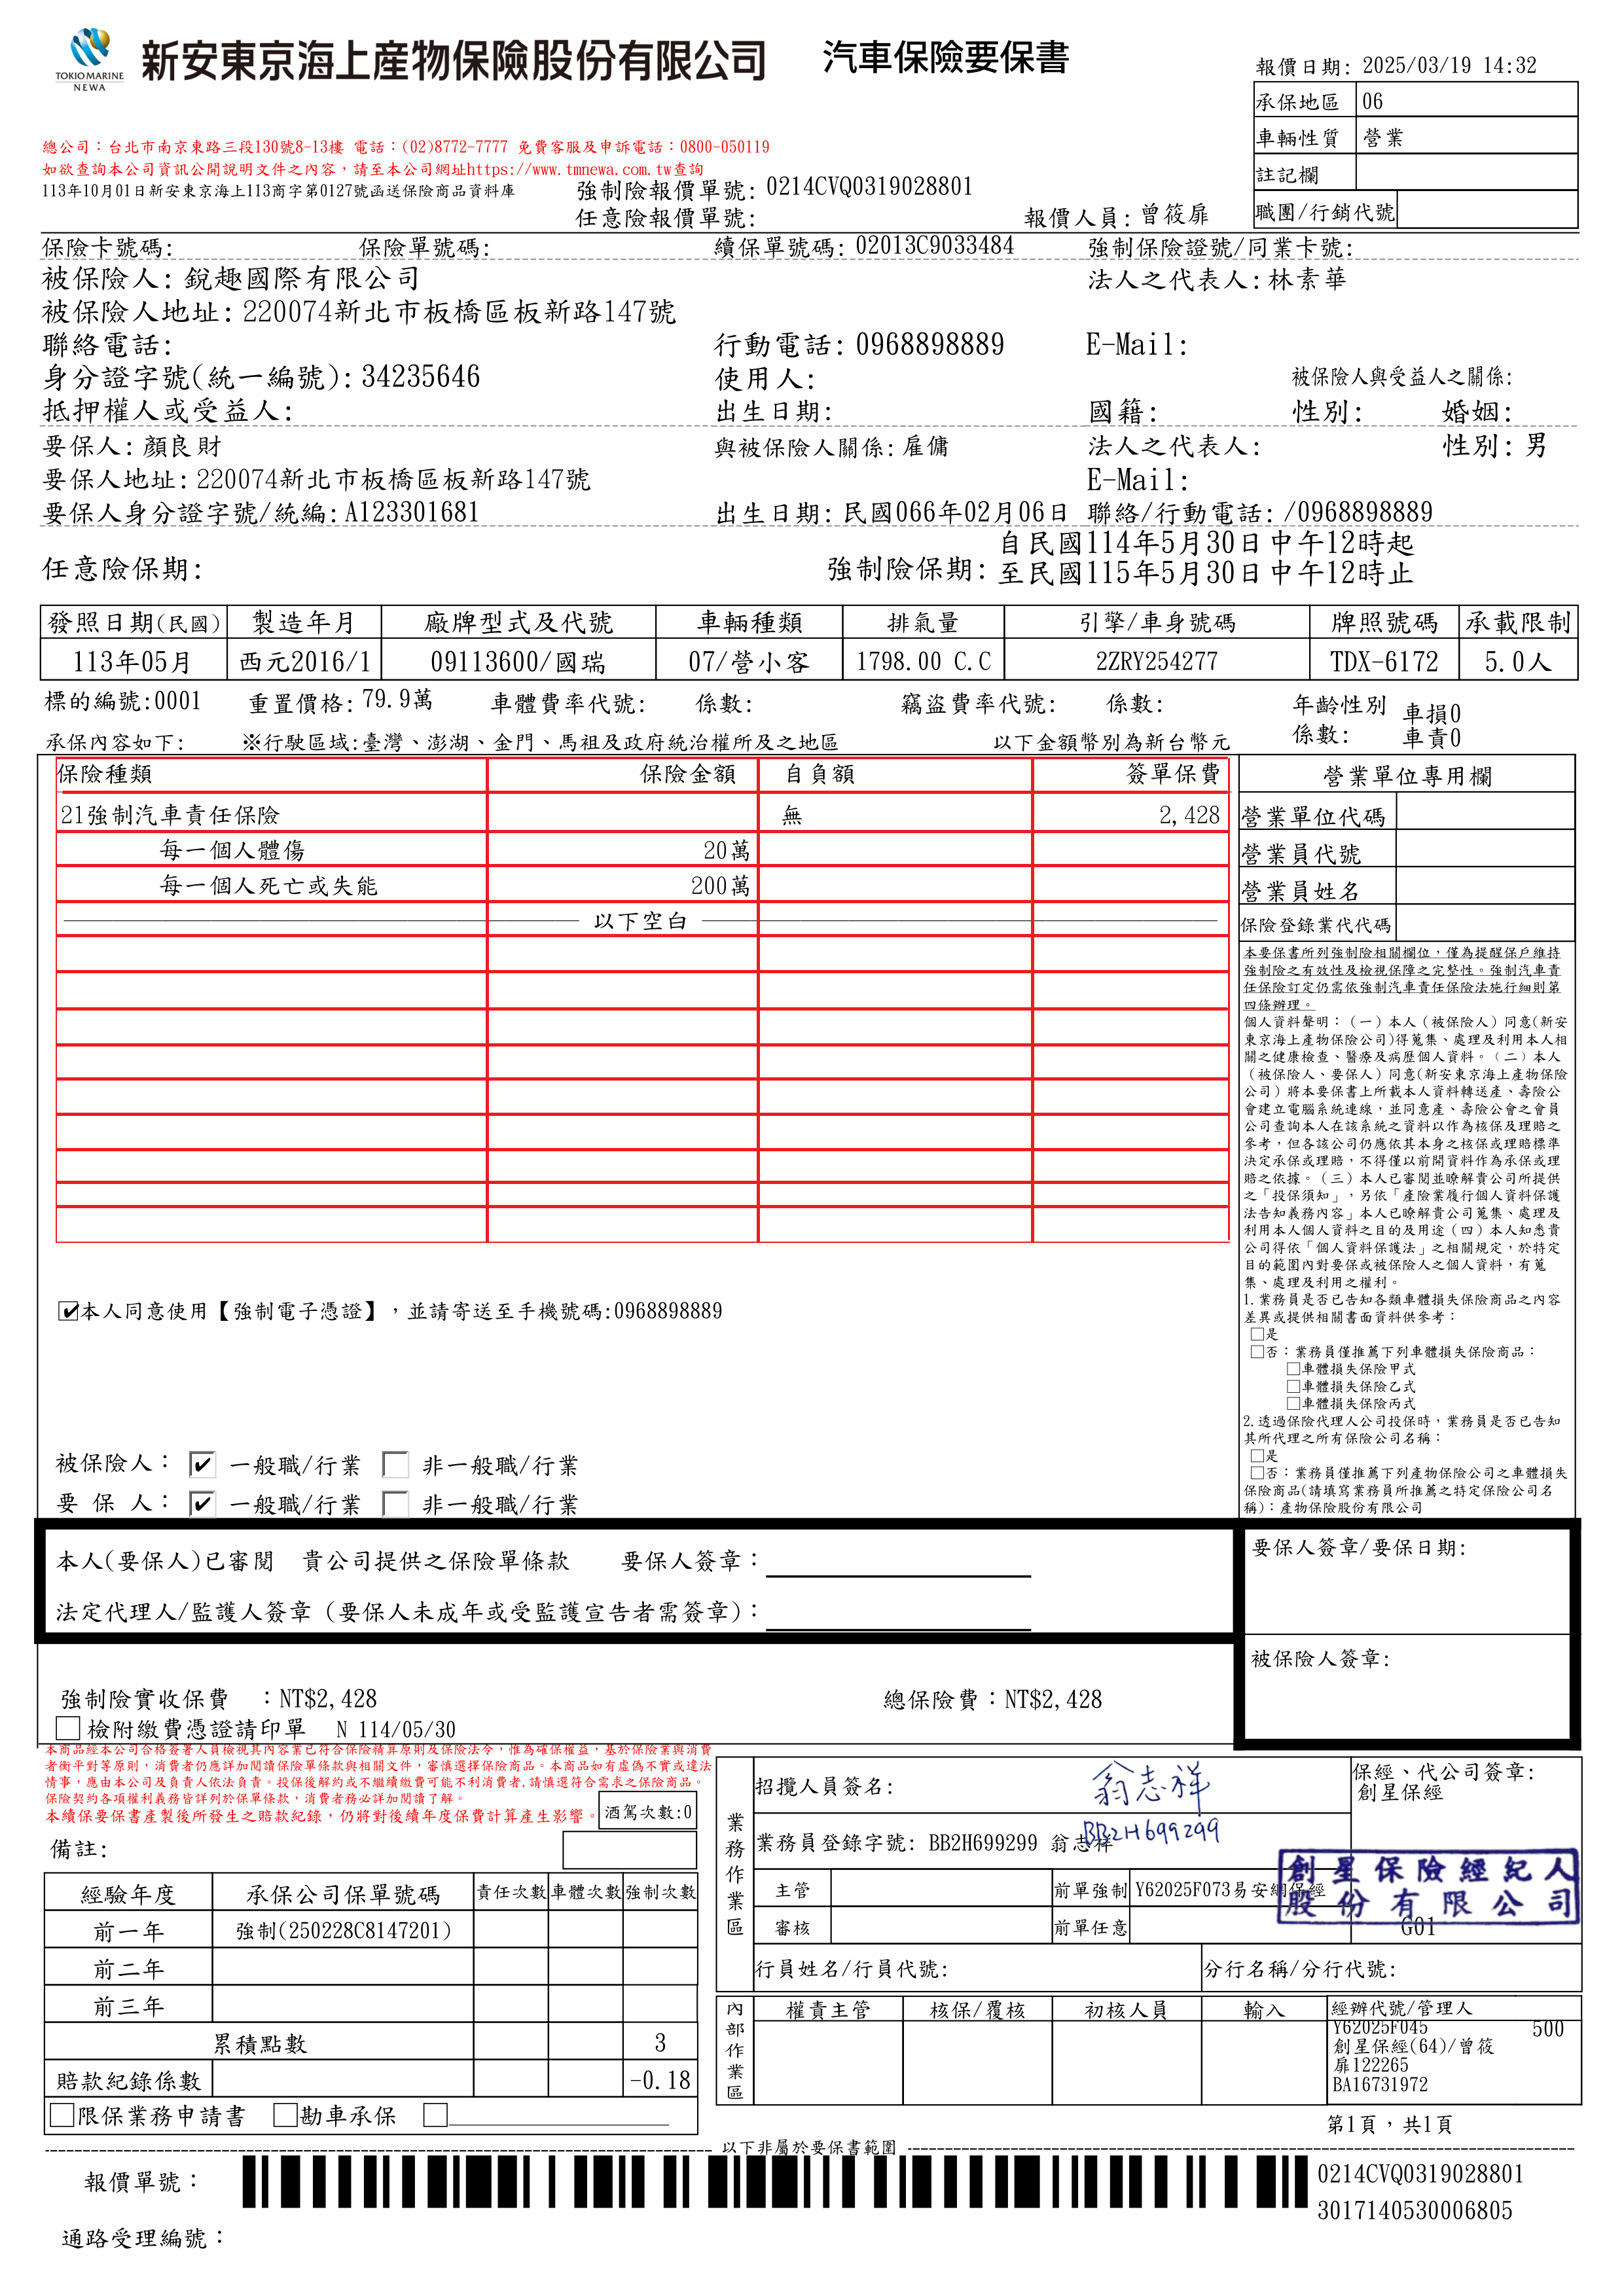 TOKIO MARINE
NEWA
新安東京海上產物保險股份有限公司 汽車保險要保書
報價日期: 2025/03/19 14:32
承保地區 06
車輛性質 營業
註記欄
職團/行銷代號
總公司：台北市南京東路三段130號8-13樓 電話：(02)8772-7777 免費客服及申訴電話：0800-050119
如欲查詢本公司資訊公開說明文件之內容，請至本公司網址https://www.tmnewa.com.tw查詢
113年10月01日新安東京海上113商字第0127號函送保險商品資料庫
強制險報價單號: 0214CVQ0319028801
任意險報價單號: 報價人員: 曾筱雇
保險卡號碼: 保險單號碼: 續保單號碼: 02013C9033484 強制保險證號/同業卡號:
被保險人: 銳趣國際有限公司 法人之代表人: 林素華
被保險人地址: 220074新北市板橋區板新路147號
聯絡電話: 行動電話: 0968898889 E-Mail:
身分證字號(統一編號): 34235646 使用人: 被保險人與受益人之關係:
抵押權人或受益人: 出生日期: 國籍: 性別: 婚姻:
要保人: 顏良財 與被保險人關係: 雇傭 法人之代表人: 性別: 男
要保人地址: 220074新北市板橋區板新路147號 E-Mail:
要保人身分證字號/統編: A123301681 出生日期: 民國066年02月06日 聯絡/行動電話: /0968898889
任意險保期: 強制險保期: 自民國114年5月30日中午12時起
至民國115年5月30日中午12時止
發照日期(民國) 製造年月 廠牌型式及代號 車輛種類 排氣量 引擎/車身號碼 牌照號碼 承載限制
113年05月 西元2016/1 09113600/國瑞 07/營小客 1798.00 C.C 2ZRY254277 TDX-6172 5.0人
標的編號:0001 重置價格: 79.9萬 車體費率代號: 係數: 竊盜費率代號: 係數: 年齡性別係數: 車損0
車責0
承保內容如下: ※行駛區域:臺灣、澎湖、金門、馬祖及政府統治權所及之地區 以下金額幣別為新台幣元
保險種類 保險金額 自負額 簽單保費
21強制汽車責任保險 無 2,428
每一個人體傷 20萬
每一個人死亡或失能 200萬
以下空白
營業單位專用欄
營業單位代碼
營業員代號
營業員姓名
保險登錄業代代碼
本要保書所列強制險相關欄位，僅為提醒保戶維持
強制險之有效性及檢視保障之完整性。強制汽車責
任保險訂定仍需依強制汽車責任保險法施行細則第
四條辦理。
個人資料聲明：（一）本人（被保險人）同意(新安
東京海上產物保險公司)得蒐集、處理及利用本人相
關之健康檢查、醫療及病歷個人資料。（二）本人
（被保險人、要保人）同意(新安東京海上產物保險
公司）將本要保書上所載本人資料轉送產、壽險公
會建立電腦系統連線，並同意產、壽險公會之會員
公司查詢本人在該系統之資料以作為核保及理賠之
參考，但各該公司仍應依其本身之核保或理賠標準
決定承保或理賠，不得僅以前開資料作為承保或理
賠之依據。（三）本人已審閱並瞭解貴公司所提供
之「投保須知」，另依「產險業履行個人資料保護
法告知義務內容」本人已瞭解貴公司蒐集、處理及
利用本人個人資料之目的及用途（四）本人知悉貴
公司得依「個人資料保護法」之相關規定，於特定
目的範圍內對要保或被保險人之個人資料，有蒐
集、處理及利用之權利。
1.業務員是否已告知各類車體損失保險商品之內容
差異或提供相關書面資料供參考：
□是
□否：業務員僅推薦下列車體損失保險商品：
□車體損失保險甲式
□車體損失保險乙式
□車體損失保險丙式
2.透過保險代理人公司投保時，業務員是否已告知
其所代理之所有保險公司名稱：
□是
□否：業務員僅推薦下列產物保險公司之車體損失
保險商品(請填寫業務員所推薦之特定保險公司名
稱)：產物保險股份有限公司
☑本人同意使用【強制電子憑證】，並請寄送至手機號碼:0968898889
被保險人： ☑ 一般職/行業 □ 非一般職/行業
要 保 人： ☑ 一般職/行業 □ 非一般職/行業
本人(要保人)已審閱 貴公司提供之保險單條款 要保人簽章：
法定代理人/監護人簽章（要保人未成年或受監護宣告者需簽章)：
要保人簽章/要保日期:
被保險人簽章:
強制險實收保費 ：NT$2,428 總保險費：NT$2,428
□ 檢附繳費憑證請印單 N 114/05/30
本商品經本公司合格簽署人員檢視其內容業已符合保險精算原則及保險法令，惟為確保權益，基於保險業與消費
者衡平對等原則，消費者仍應詳加閱讀保險單條款與相關文件，審慎選擇保險商品。本商品如有虛偽不實或違法
情事，應由本公司及負責人依法負責。投保後解約或不繼續繳費可能不利消費者,請慎選符合需求之保險商品。
保險契約各項權利義務皆詳列於保單條款，消費者務必詳加閱讀了解。
本續保要保書產製後所發生之賠款紀錄，仍將對後續年度保費計算產生影響。
酒駕次數:0
備註:
經驗年度 承保公司保單號碼 責任次數 車體次數 強制次數
前一年 強制(250228C8147201)
前二年
前三年
累積點數 3
賠款紀錄係數 -0.18
□限保業務申請書 □勘車承保 □
業務作業區
招攬人員簽名: 翁志祥
業務員登錄字號: BB2H699299 翁志祥
BB2H699299
保經、代公司簽章:
創星保經
主管 前單強制 Y62025F073易安網保經
審核 前單任意
創星保險經紀人
股份有限公司
G01
行員姓名/行員代號: 分行名稱/分行代號:
內部作業區
權責主管 核保/覆核 初核人員 輸入 經辦代號/管理人
Y62025F045 500
創星保經(64)/曾筱
雇122265
BA16731972
第1頁，共1頁
以下非屬於要保書範圍
報價單號： 0214CVQ0319028801
3017140530006805
通路受理編號：